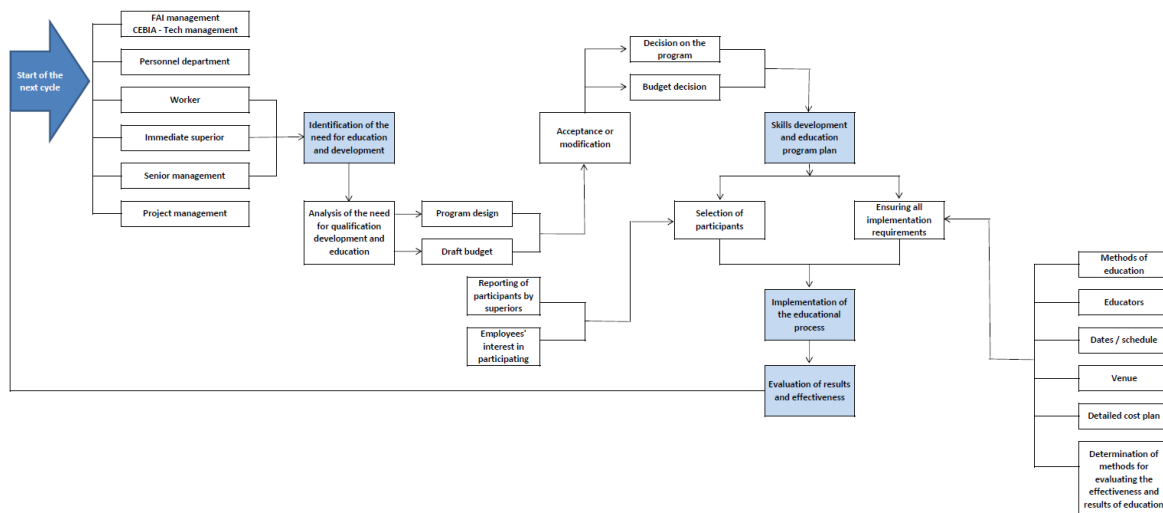 Start of the
next cycle
FAI management
CEBIA - Tech management
Personnel department
Worker
Immediate superior
Senior management
Project management
Identification of the
need for education
and development
Analysis of the need
for qualification
development and
education
Program design
Draft budget
Reporting of
participants by
superiors
Employees'
interest in
participating
Acceptance or
modification
Decision on the
program
Budget decision
Skills development
and education
program plan
Selection of
participants
Ensuring all
implementation
requirements
Implementation of
the educational
process
Evaluation of results
and effectiveness
Methods of
education
Educators
Dates / schedule
Venue
Detailed cost plan
Determination of
methods for
evaluating the
effectiveness and
results of education